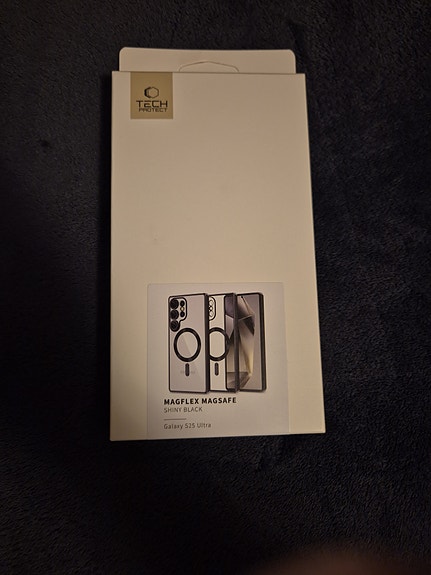 TECH
PROTECT
MAGFLEX MAGSAFE
SHINY BLACK
Galaxy S25 Ultra